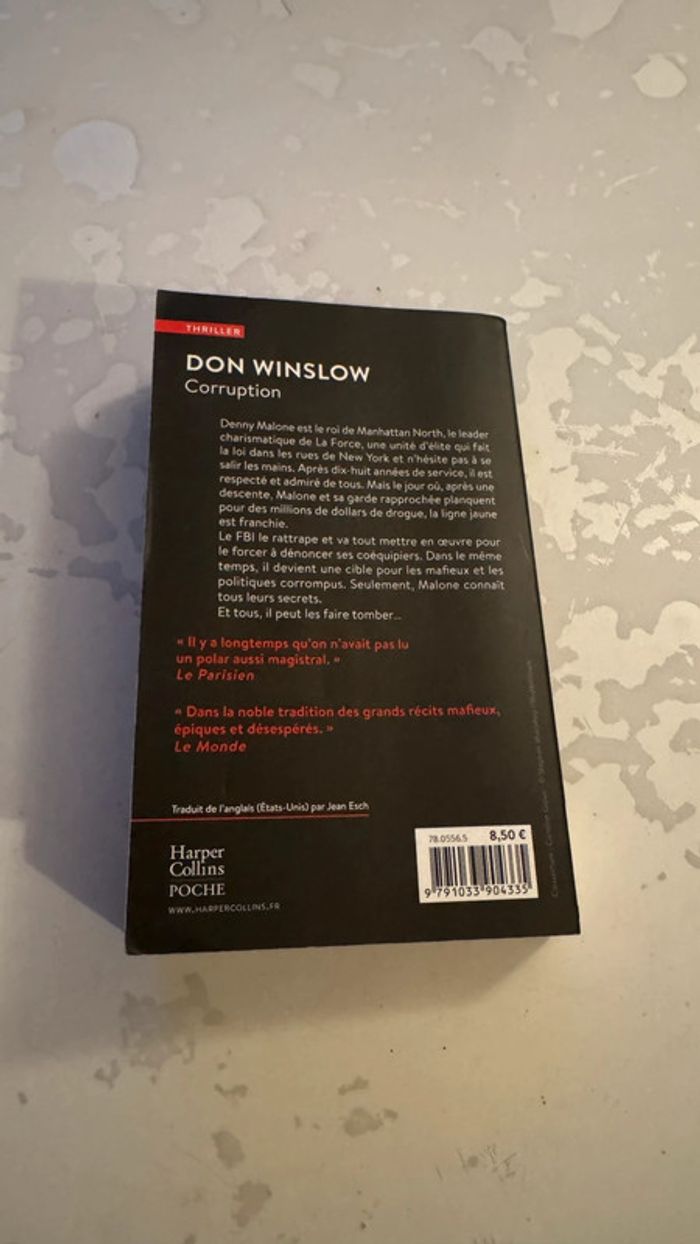 THRILLER
DON WINSLOW
Corruption
Denny Malone est le roi de Manhattan North, le leader
charismatique de La Force, une unité d'élite qui fait
la loi dans les rues de New York et n'hésite pas à se
salir les mains. Après dix-huit années de service, il est
respecté et admiré de tous. Mais le jour où, après une
descente, Malone et sa garde rapprochée planquent
pour des millions de dollars de drogue, la ligne jaune
est franchie.
Le FBI le rattrape et va tout mettre en œuvre pour
le forcer à dénoncer ses coéquipiers. Dans le même
temps, il devient une cible pour les mafieux et les
politiques corrompus. Seulement, Malone connaît
tous leurs secrets.
Et tous, il peut les faire tomber...
« Il y a longtemps qu'on n'avait pas lu
un polar aussi magistral. »
Le Parisien
« Dans la noble tradition des grands récits mafieux,
épiques et désespérés. »
Le Monde
Traduit de l'anglais (États-Unis) par Jean Esch
Harper
Collins
POCHE
WWW.HARPERCOLLINS.FR
78.0556.5 8,50 €
9 791033 904335